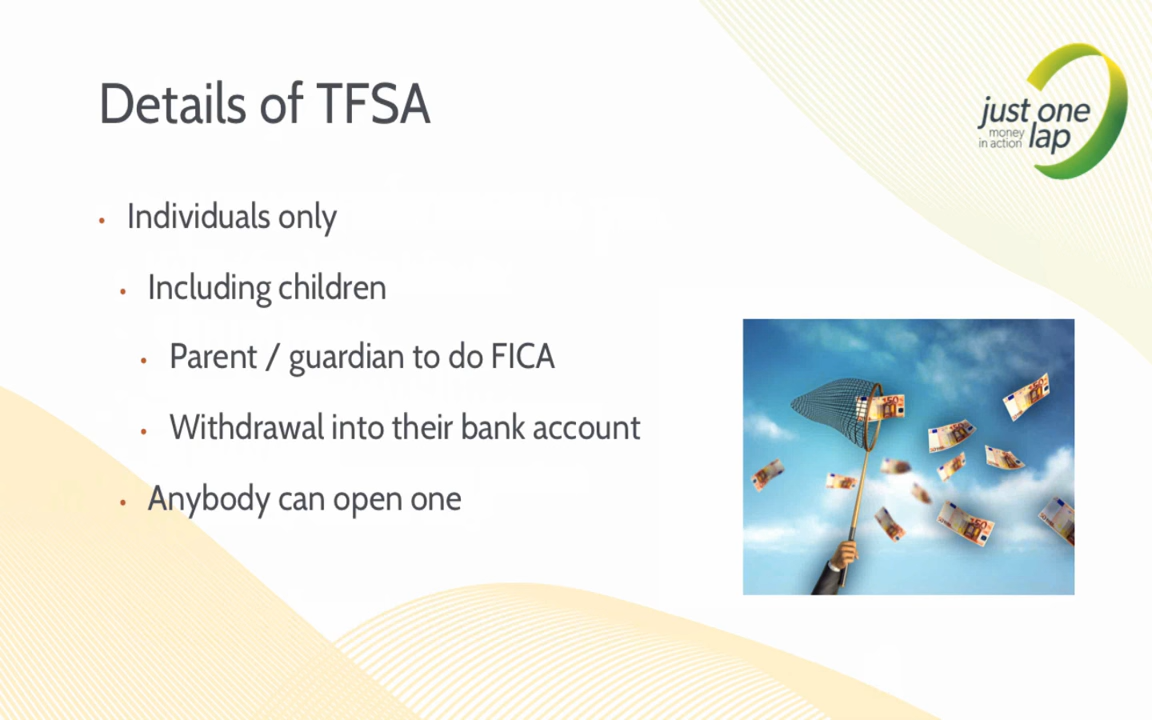 Details of TFSA
just one
money
in action lap
• Individuals only
• Including children
• Parent / guardian to do FICA
• Withdrawal into their bank account
• Anybody can open one